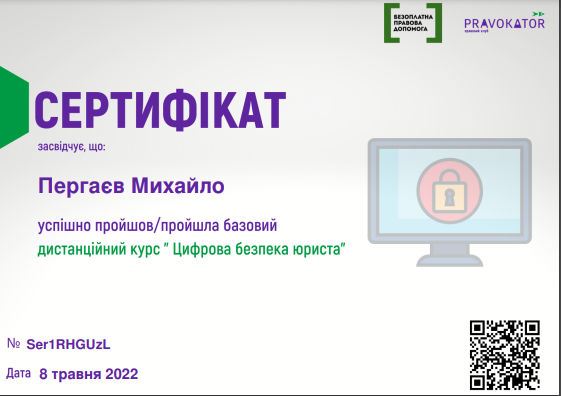 БЕЗОПЛАТНА
ПРАВОВА
ДОПОМОГА
PRAVOKATOR
правовий клуб
СЕРТИФІКАТ
засвідчує, що:
Пергаєв Михайло
успішно пройшов/пройшла базовий
дистанційний курс " Цифрова безпека юриста"
№ Ser1RHGUzL
Дата 8 травня 2022